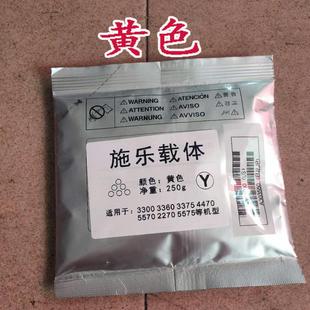 黄色
WARNING
ATENCIÓN
ATTENTION
AVISO
WARNUNG
AVVISO
施乐载体
颜色：黄色
净重：250g
Y
适用于：3300 3360 3375 4470
5570 2270 5575等机型